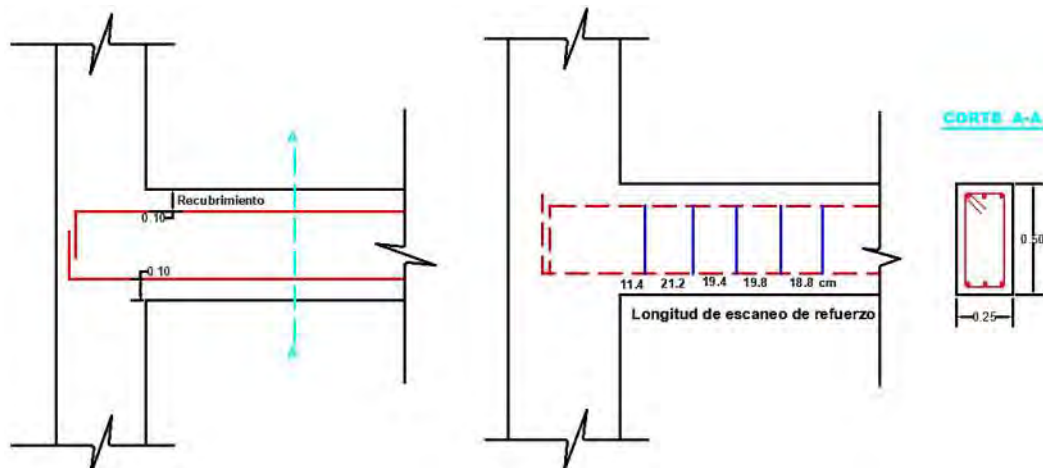 A
Recubrimiento
0.10
0.10
A
11.4 21.2 19.4 19.8 18.8 cm
Longitud de escaneo de refuerzo
CORTE A-A
0.50
0.25